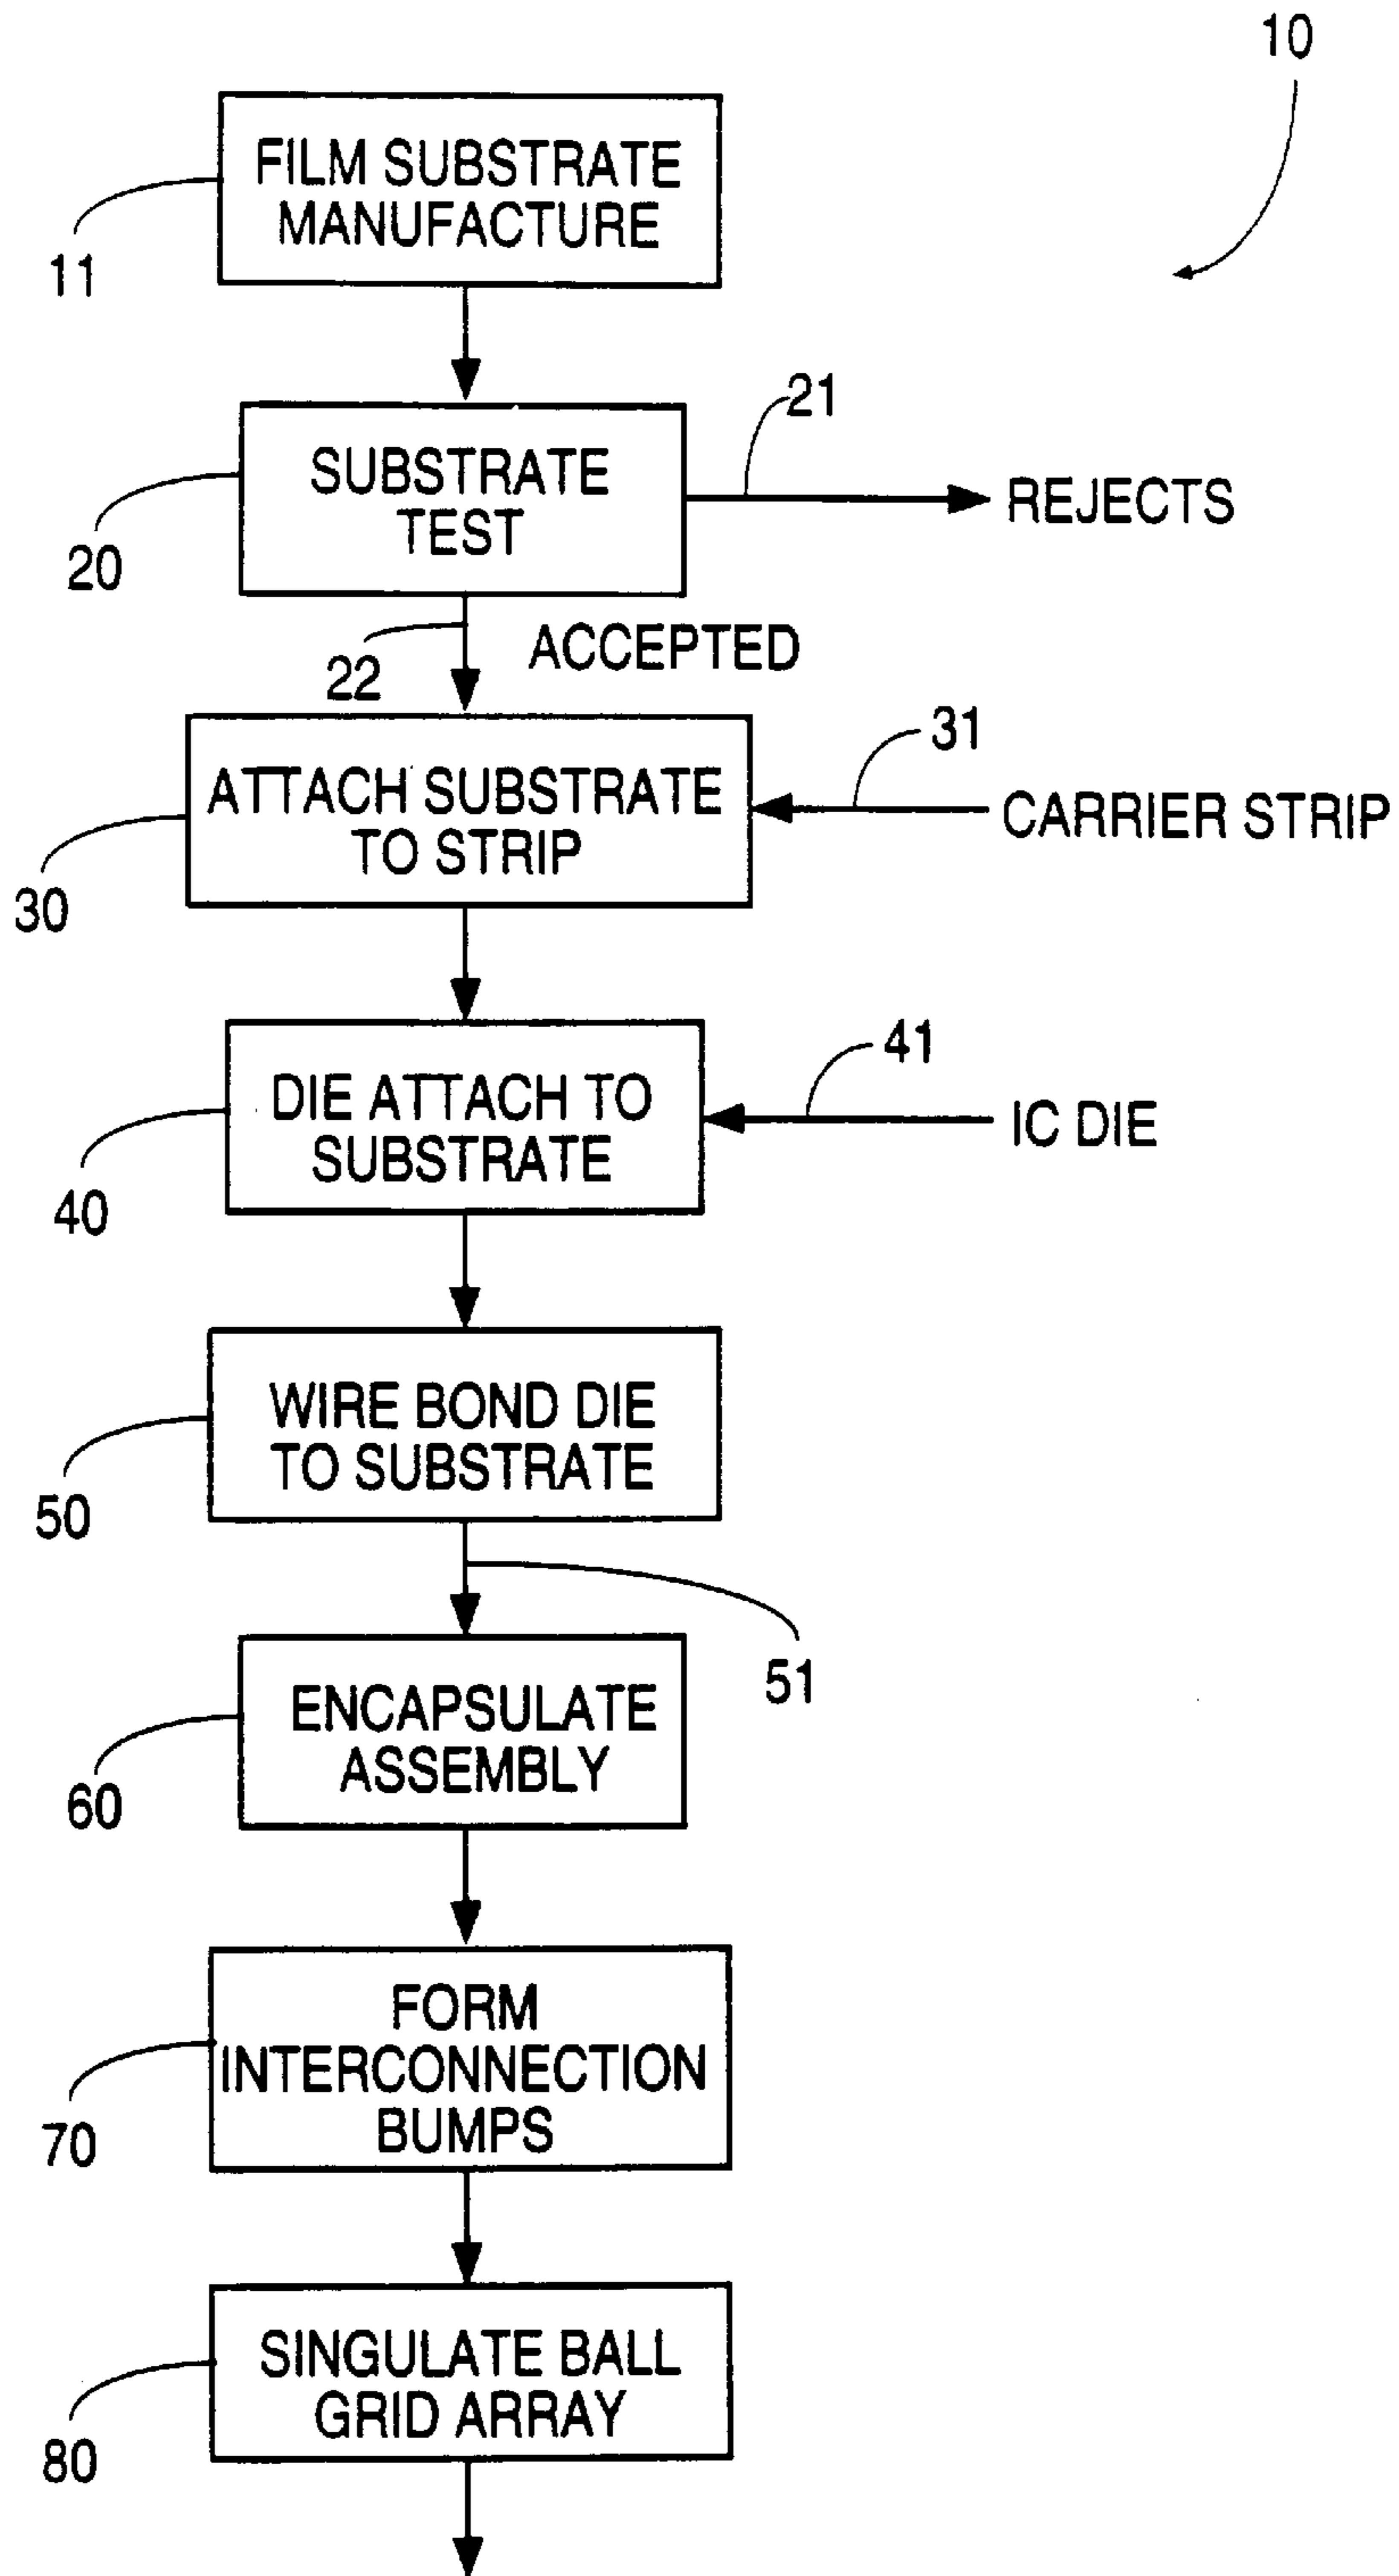 10
FILM SUBSTRATE
MANUFACTURE
11
SUBSTRATE
TEST
20
21
REJECTS
22
ACCEPTED
ATTACH SUBSTRATE
TO STRIP
30
31
CARRIER STRIP
DIE ATTACH TO
SUBSTRATE
40
41
IC DIE
WIRE BOND DIE
TO SUBSTRATE
50
51
ENCAPSULATE
ASSEMBLY
60
FORM
INTERCONNECTION
BUMPS
70
SINGULATE BALL
GRID ARRAY
80